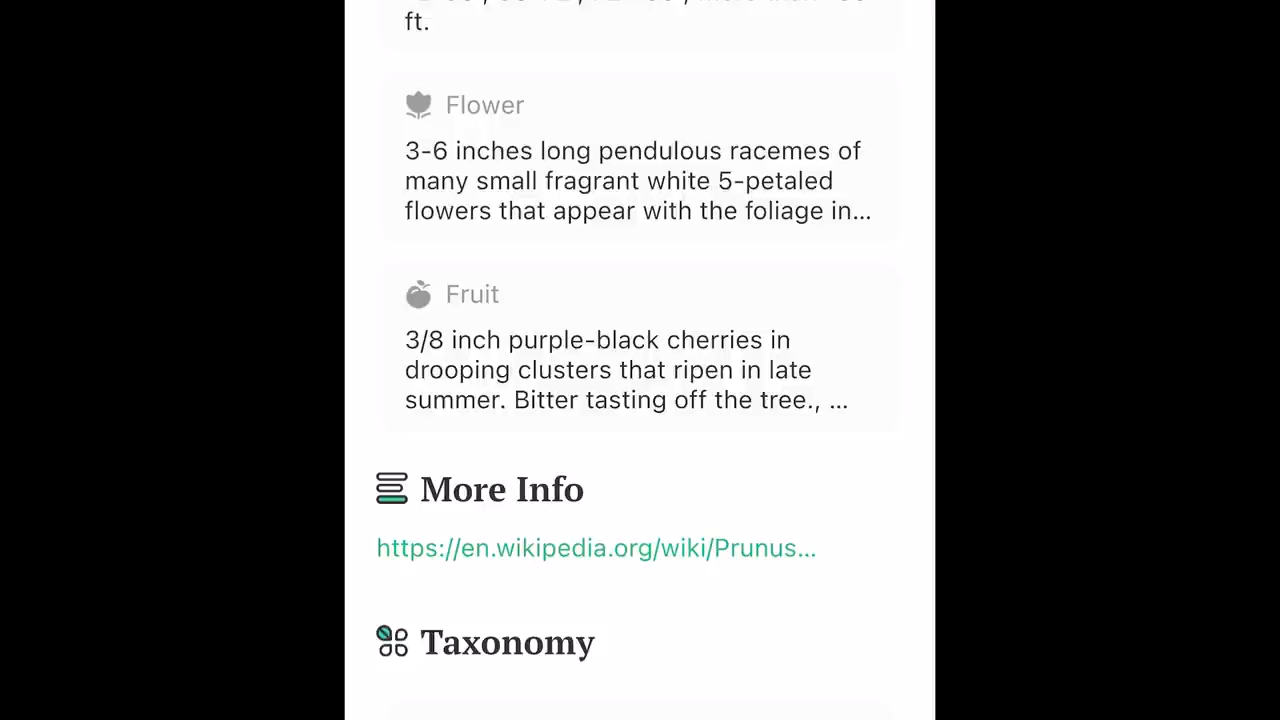 ft.
Flower
3-6 inches long pendulous racemes of
many small fragrant white 5-petaled
flowers that appear with the foliage in...
Fruit
3/8 inch purple-black cherries in
drooping clusters that ripen in late
summer. Bitter tasting off the tree., ...
More Info
https://en.wikipedia.org/wiki/Prunus...
Taxonomy